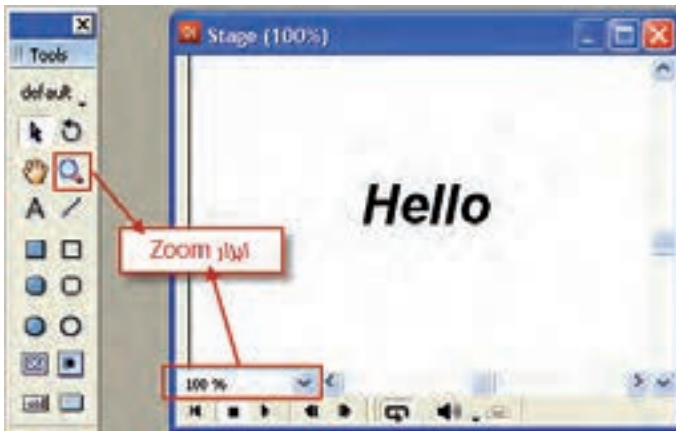 Stage (100%)
Tools
default
A
Hello
ابزار Zoom
100 %